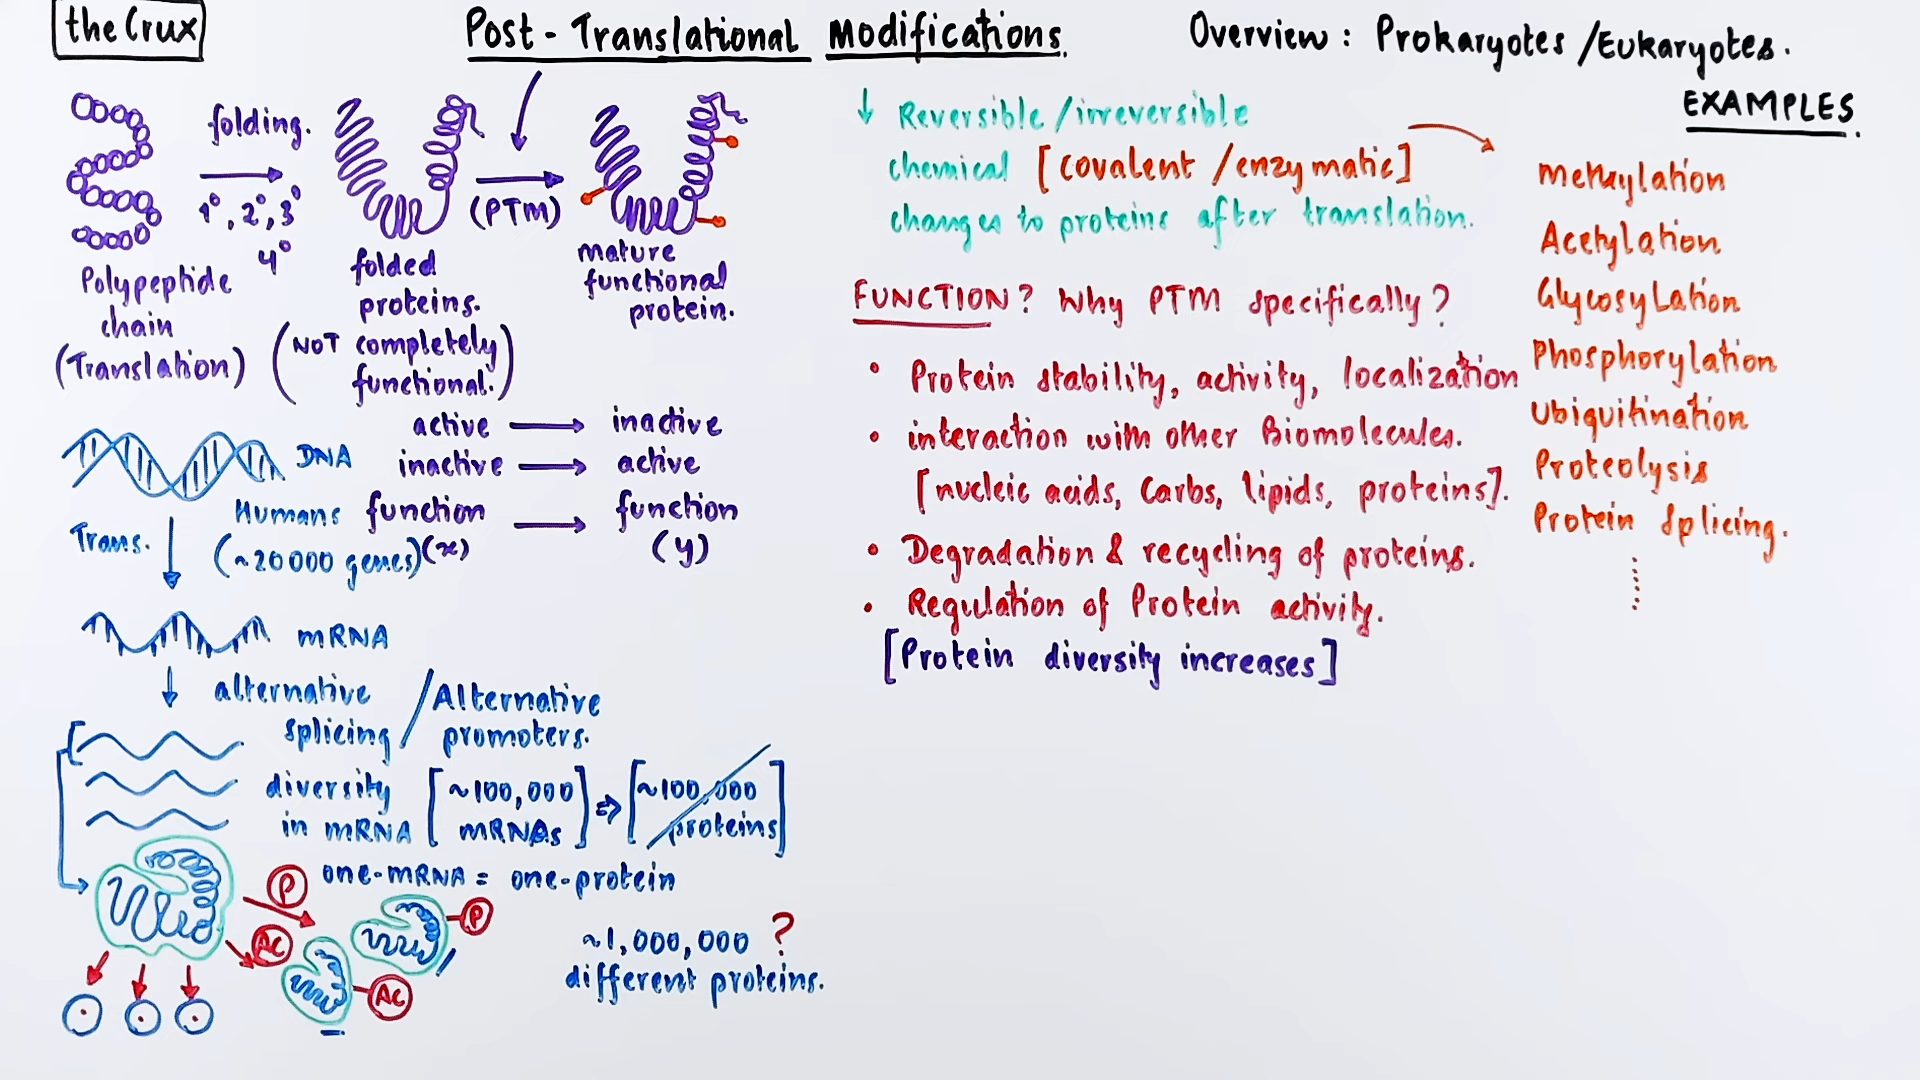 the Crux
Post - Translational Modifications.
Overview : Prokaryotes / Eukaryotes.
folding.
1°, 2°, 3°
4°
Polypeptide
chain
(Translation)
folded
proteins.
(NOT completely
functional.)
(PTM)
mature
functional
protein.
active → inactive
inactive → active
function → function
(x) (y)
DNA
Humans
(~20000 genes)
Trans.
mRNA
alternative
splicing
/ Alternative
promoters.
diversity
in mRNA
[~100,000
mRNAs]
⇒ [~100,000
proteins]
one-mRNA = one-protein
P
AC
P
AC
~1,000,000 ?
different proteins.
↓ Reversible / irreversible
chemical [covalent / enzymatic]
changes to proteins after translation.
FUNCTION? Why PTM specifically?
• Protein stability, activity, localization
• interaction with other Biomolecules.
[nucleic acids, Carbs, lipids, proteins].
• Degradation & recycling of proteins.
• Regulation of Protein activity.
[Protein diversity increases]
EXAMPLES.
Methylation
Acetylation
Glycosylation
Phosphorylation
Ubiquitination
Proteolysis
Protein Splicing.